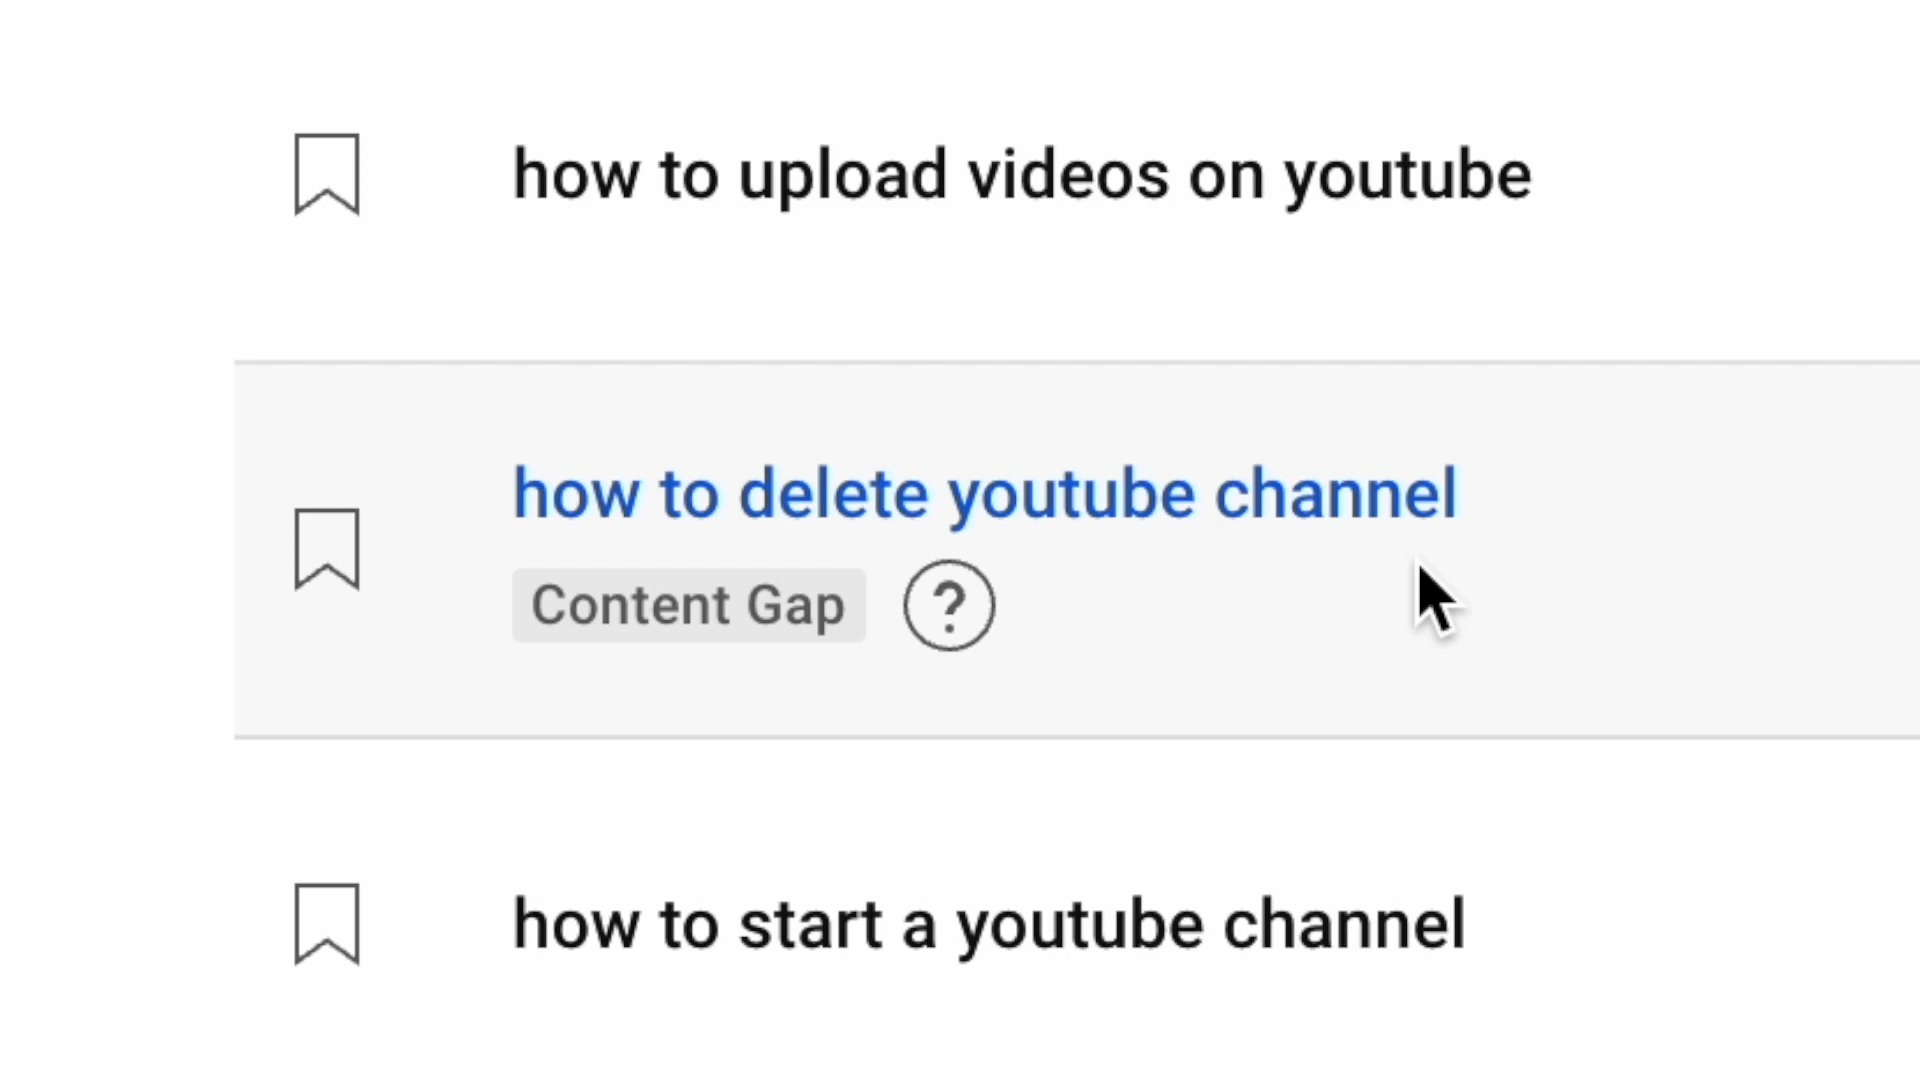 how to upload videos on youtube
how to delete youtube channel
Content Gap ?
how to start a youtube channel